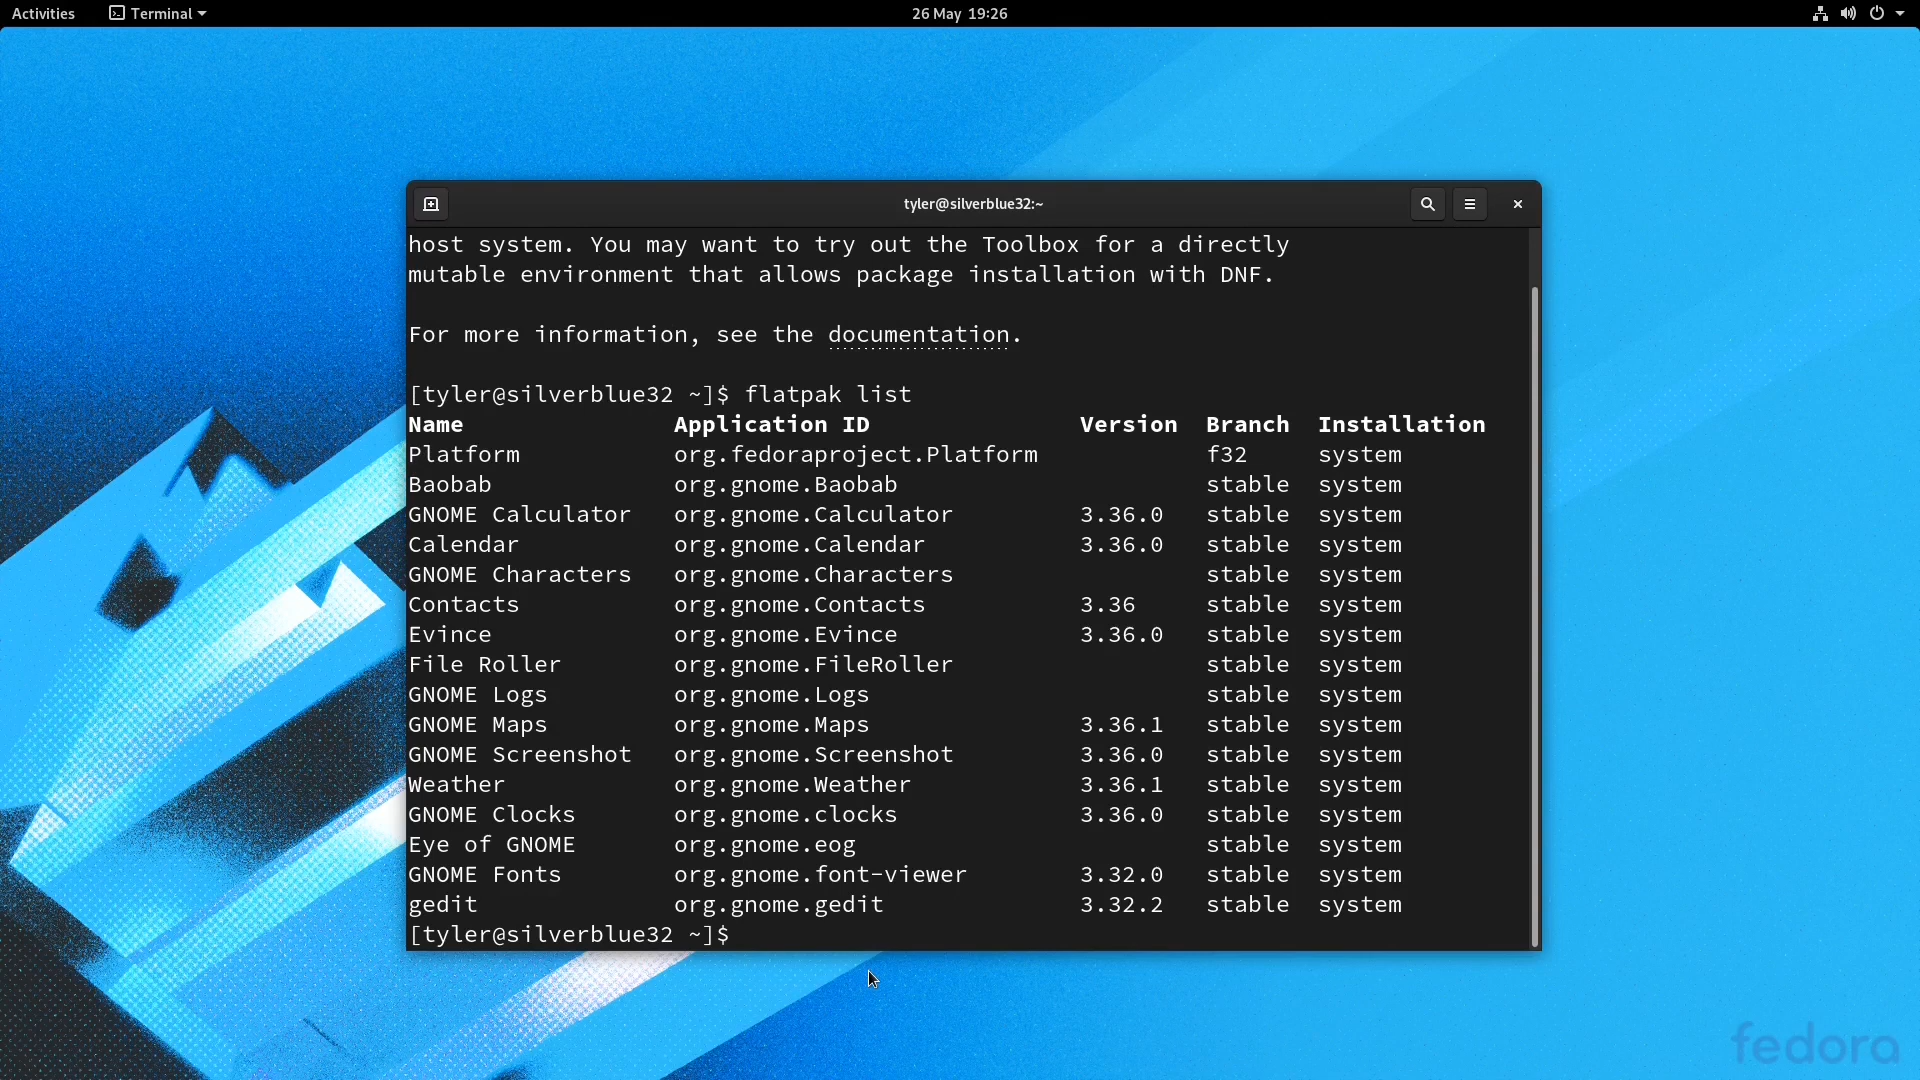 Activities Terminal 26 May 19:26
tyler@silverblue32:~
host system. You may want to try out the Toolbox for a directly
mutable environment that allows package installation with DNF.
For more information, see the documentation.
[tyler@silverblue32 ~]$ flatpak list
Name Application ID Version Branch Installation
Platform org.fedoraproject.Platform f32 system
Baobab org.gnome.Baobab stable system
GNOME Calculator org.gnome.Calculator 3.36.0 stable system
Calendar org.gnome.Calendar 3.36.0 stable system
GNOME Characters org.gnome.Characters stable system
Contacts org.gnome.Contacts 3.36 stable system
Evince org.gnome.Evince 3.36.0 stable system
File Roller org.gnome.FileRoller stable system
GNOME Logs org.gnome.Logs stable system
GNOME Maps org.gnome.Maps 3.36.1 stable system
GNOME Screenshot org.gnome.Screenshot 3.36.0 stable system
Weather org.gnome.Weather 3.36.1 stable system
GNOME Clocks org.gnome.clocks 3.36.0 stable system
Eye of GNOME org.gnome.eog stable system
GNOME Fonts org.gnome.font-viewer 3.32.0 stable system
gedit org.gnome.gedit 3.32.2 stable system
[tyler@silverblue32 ~]$
fedora